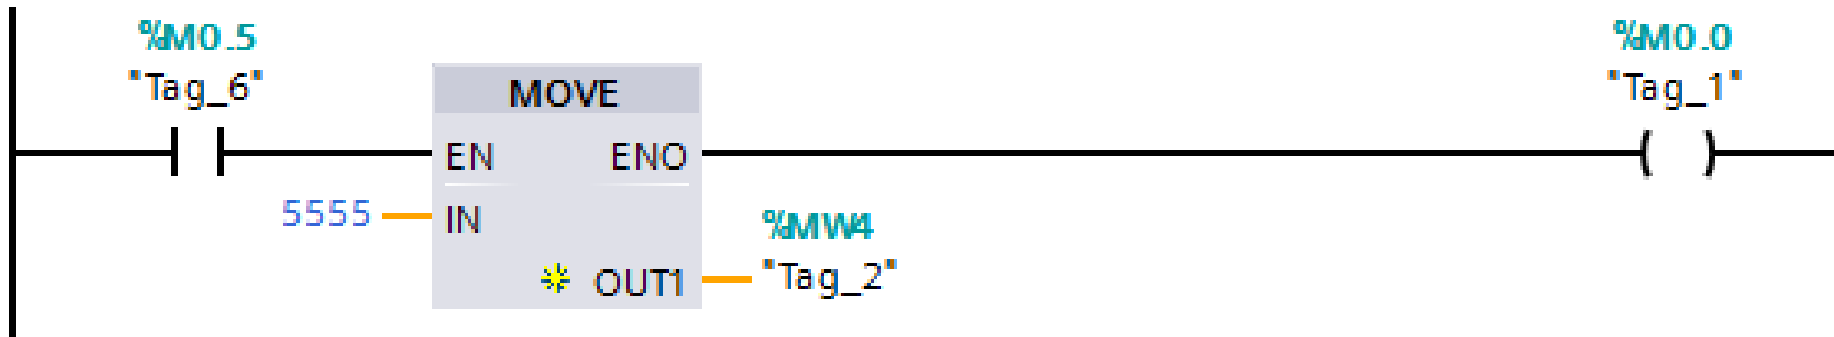 %M0.5
"Tag_6"
%M0.0
"Tag_1"
MOVE
EN
ENO
5555
IN
%MW4
OUT1
"Tag_2"